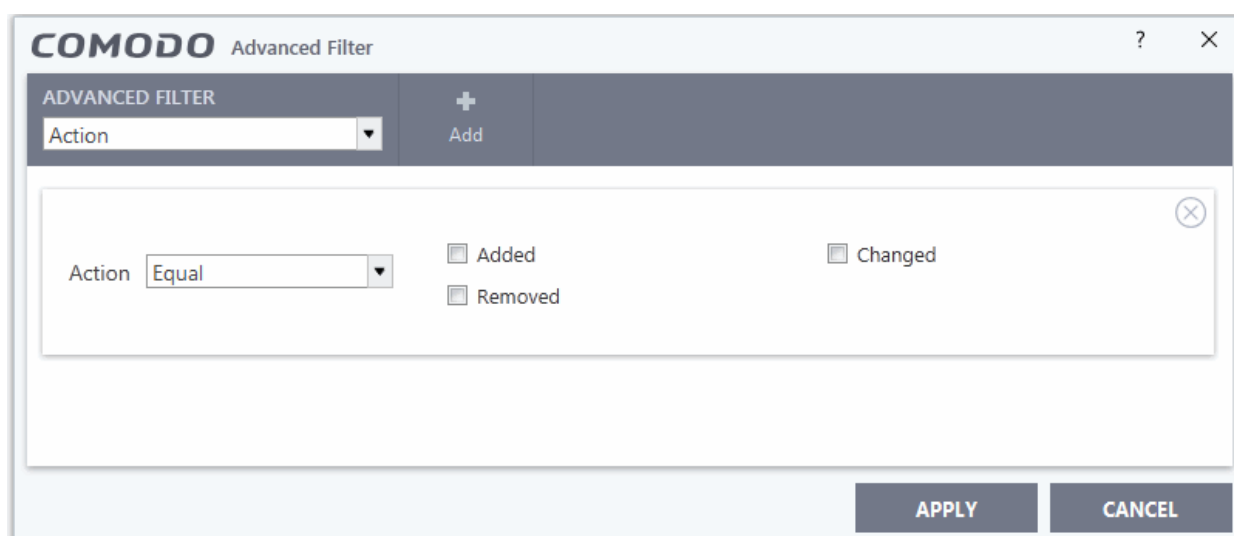 COMODO Advanced Filter ?
ADVANCED FILTER
Action
Add
Action Equal
Added
Changed
Removed
APPLY
CANCEL